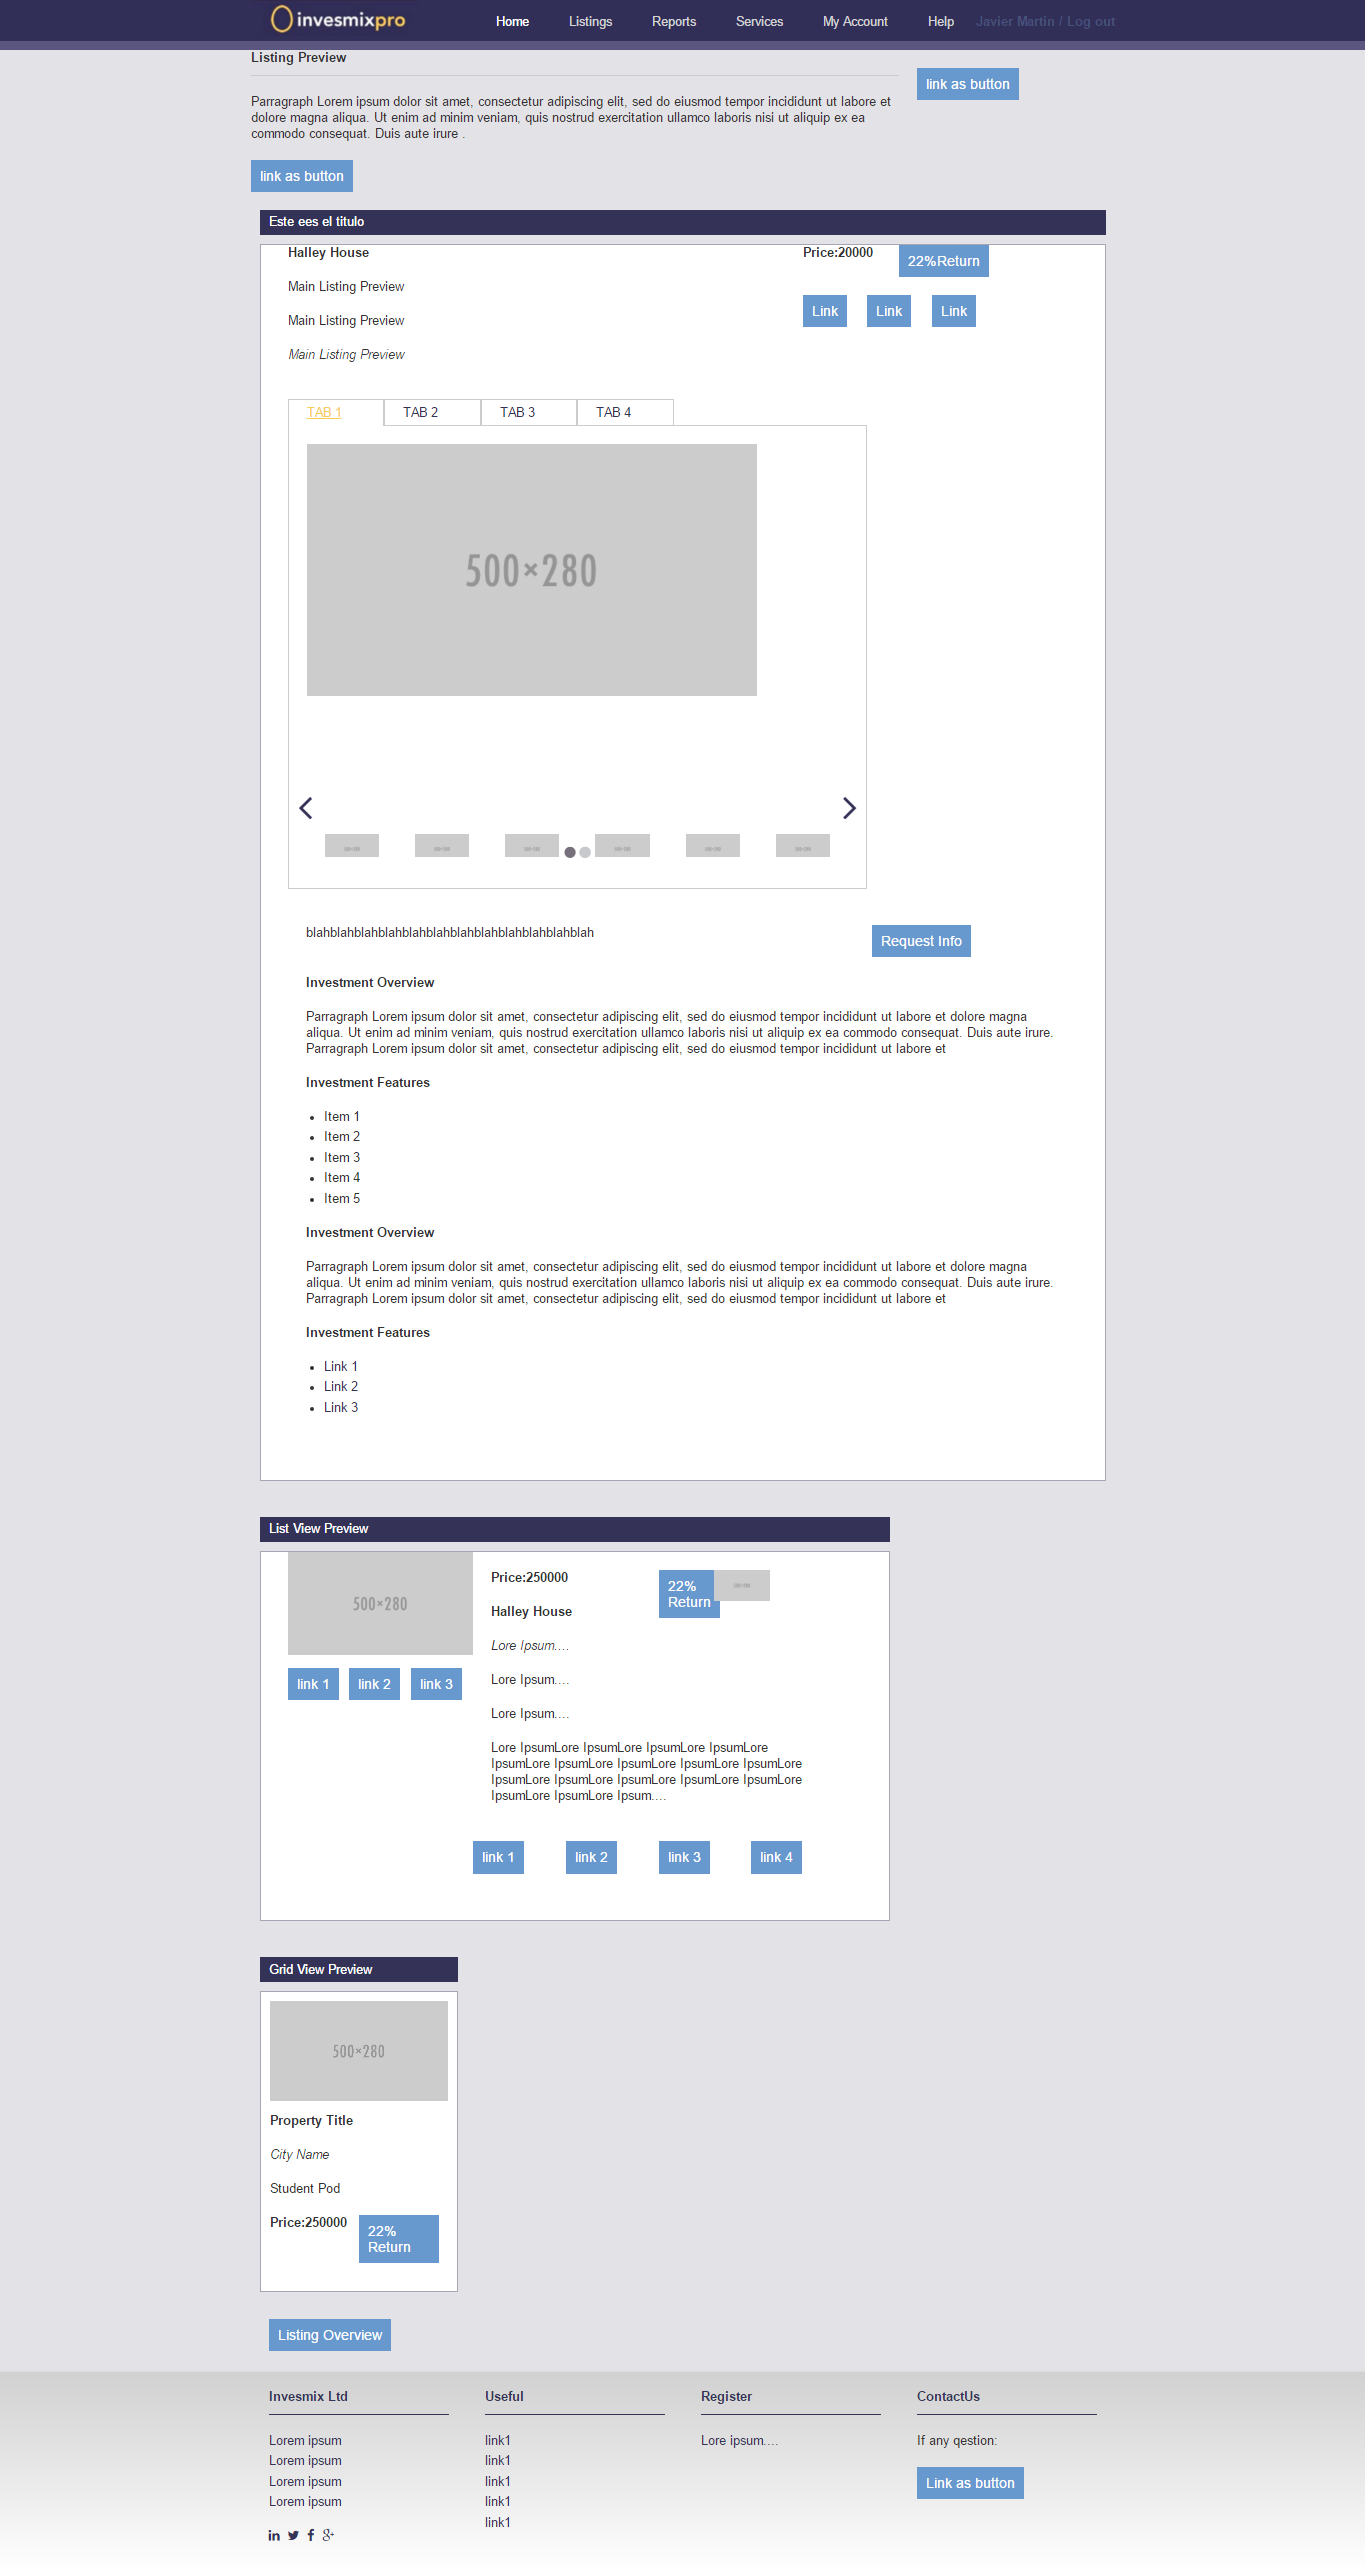 invesmixpro
Home Listings Reports Services My Account Help Javier Martin / Log out
Listing Preview
link as button
Parragraph Lorem ipsum dolor sit amet, consectetur adipiscing elit, sed do eiusmod tempor incididunt ut labore et
dolore magna aliqua. Ut enim ad minim veniam, quis nostrud exercitation ullamco laboris nisi ut aliquip ex ea
commodo consequat. Duis aute irure .
link as button
Este ees el titulo
Halley House
Price:20000
22%Return
Main Listing Preview
Link Link Link
Main Listing Preview
Main Listing Preview
TAB 1 TAB 2 TAB 3 TAB 4
500×280
blahblahblahblahblahblahblahblahblahblahblahblah
Request Info
Investment Overview
Parragraph Lorem ipsum dolor sit amet, consectetur adipiscing elit, sed do eiusmod tempor incididunt ut labore et dolore magna
aliqua. Ut enim ad minim veniam, quis nostrud exercitation ullamco laboris nisi ut aliquip ex ea commodo consequat. Duis aute irure.
Parragraph Lorem ipsum dolor sit amet, consectetur adipiscing elit, sed do eiusmod tempor incididunt ut labore et
Investment Features
Item 1
Item 2
Item 3
Item 4
Item 5
Investment Overview
Parragraph Lorem ipsum dolor sit amet, consectetur adipiscing elit, sed do eiusmod tempor incididunt ut labore et dolore magna
aliqua. Ut enim ad minim veniam, quis nostrud exercitation ullamco laboris nisi ut aliquip ex ea commodo consequat. Duis aute irure.
Parragraph Lorem ipsum dolor sit amet, consectetur adipiscing elit, sed do eiusmod tempor incididunt ut labore et
Investment Features
Link 1
Link 2
Link 3
List View Preview
500×280
link 1 link 2 link 3
Price:250000
22%
Return
Halley House
Lore Ipsum....
Lore Ipsum....
Lore Ipsum....
Lore IpsumLore IpsumLore IpsumLore IpsumLore
IpsumLore IpsumLore IpsumLore IpsumLore IpsumLore
IpsumLore IpsumLore IpsumLore IpsumLore IpsumLore
IpsumLore IpsumLore Ipsum....
link 1 link 2 link 3 link 4
Grid View Preview
500×280
Property Title
City Name
Student Pod
Price:250000
22%
Return
Listing Overview
Invesmix Ltd
Lorem ipsum
Lorem ipsum
Lorem ipsum
Lorem ipsum
Useful
link1
link1
link1
link1
link1
Register
Lore ipsum....
ContactUs
If any qestion:
Link as button